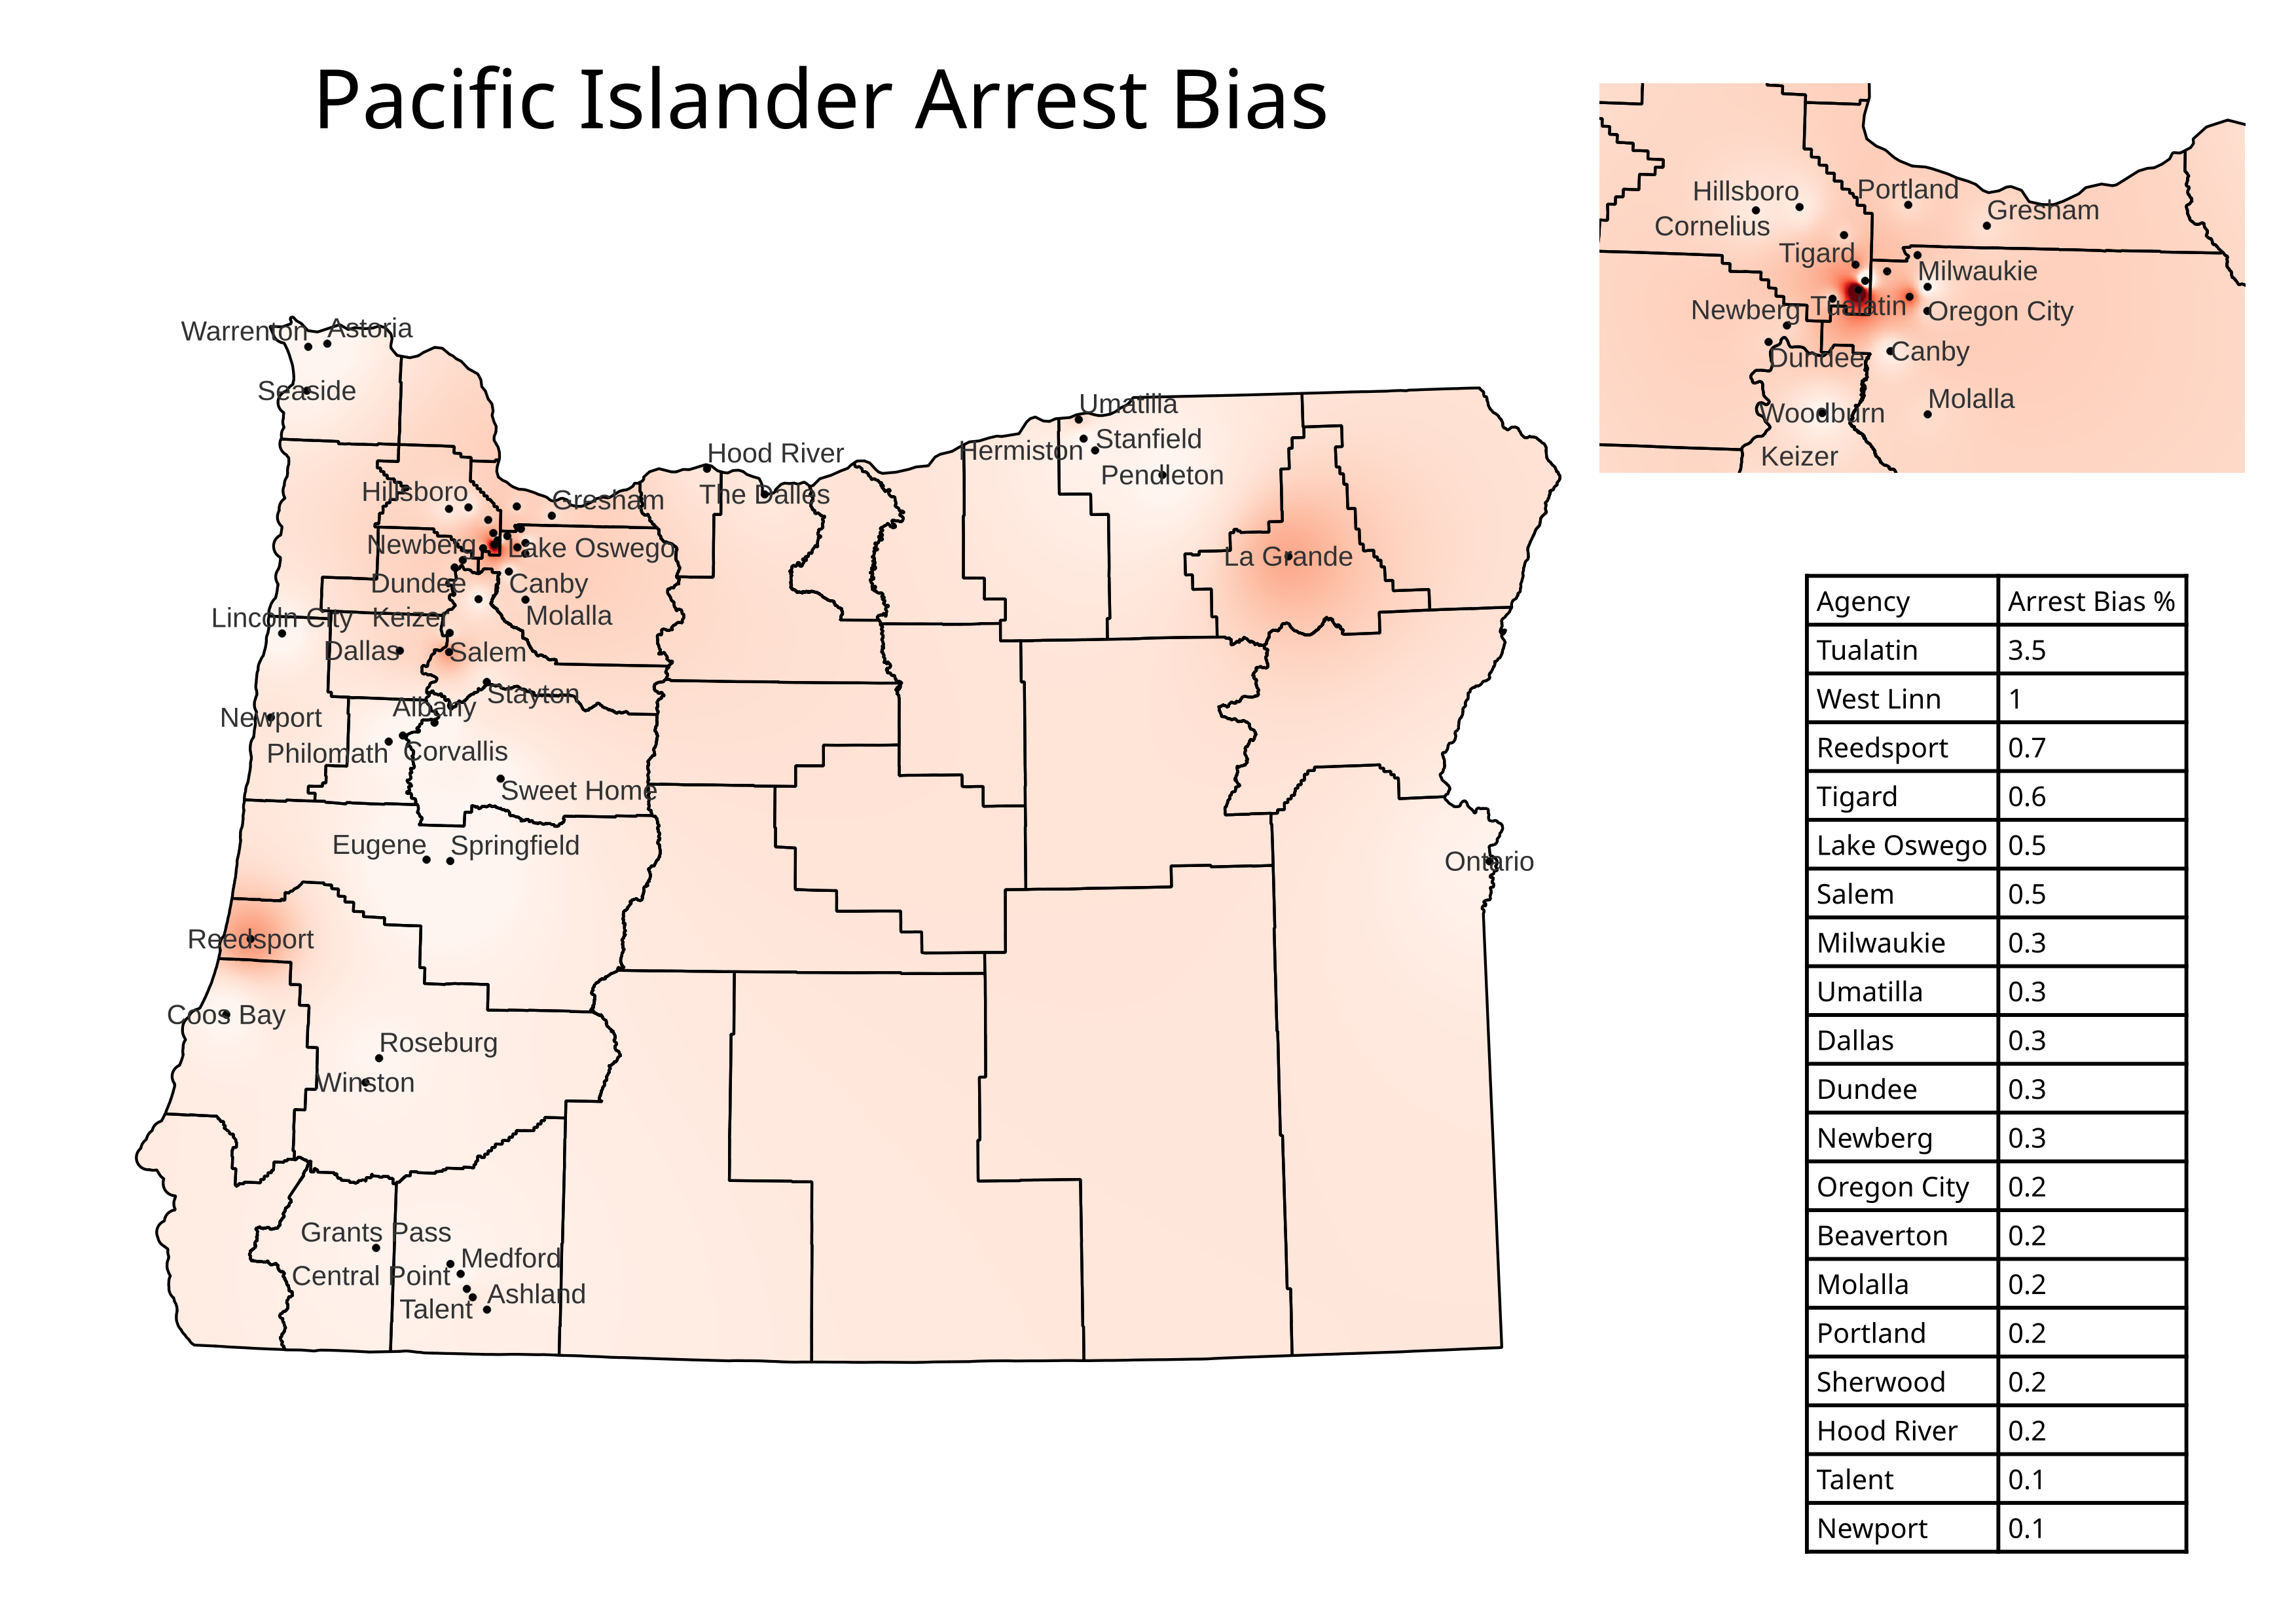 Pacific Islander Arrest Bias
Hillsboro
Portland
Gresham
Cornelius
Tigard
Milwaukie
Newberg
Tualatin
Oregon City
Dundee
Canby
Woodburn
Molalla
Keizer
Warrenton
Astoria
Seaside
Umatilla
Hermiston
Stanfield
Pendleton
Hood River
The Dalles
Hillsboro
Gresham
Newberg
Lake Oswego
La Grande
Dundee
Canby
Lincoln City
Keizer
Molalla
Dallas
Salem
Stayton
Albany
Newport
Philomath
Corvallis
Sweet Home
Eugene
Springfield
Ontario
Reedsport
Coos Bay
Roseburg
Winston
Grants Pass
Medford
Central Point
Ashland
Talent
Agency Arrest Bias %
Tualatin 3.5
West Linn 1
Reedsport 0.7
Tigard 0.6
Lake Oswego 0.5
Salem 0.5
Milwaukie 0.3
Umatilla 0.3
Dallas 0.3
Dundee 0.3
Newberg 0.3
Oregon City 0.2
Beaverton 0.2
Molalla 0.2
Portland 0.2
Sherwood 0.2
Hood River 0.2
Talent 0.1
Newport 0.1